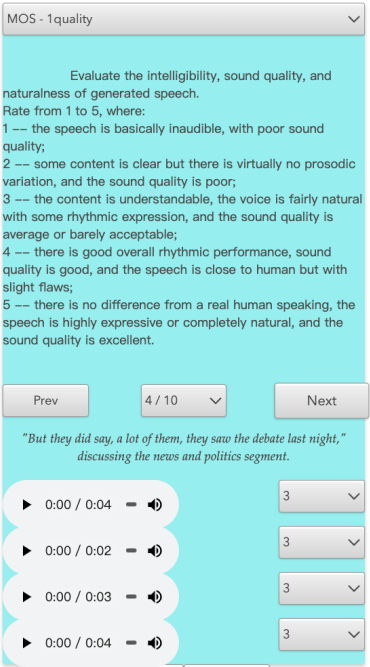 MOS - 1quality
Evaluate the intelligibility, sound quality, and
naturalness of generated speech.
Rate from 1 to 5, where:
1 —— the speech is basically inaudible, with poor sound
quality;
2 —— some content is clear but there is virtually no prosodic
variation, and the sound quality is poor;
3 —— the content is understandable, the voice is fairly natural
with some rhythmic expression, and the sound quality is
average or barely acceptable;
4 —— there is good overall rhythmic performance, sound
quality is good, and the speech is close to human but with
slight flaws;
5 —— there is no difference from a real human speaking, the
speech is highly expressive or completely natural, and the
sound quality is excellent.
Prev 4 / 10 Next
"But they did say, a lot of them, they saw the debate last night,"
discussing the news and politics segment.
0:00 / 0:04 3
0:00 / 0:02 3
0:00 / 0:03 3
0:00 / 0:04 3